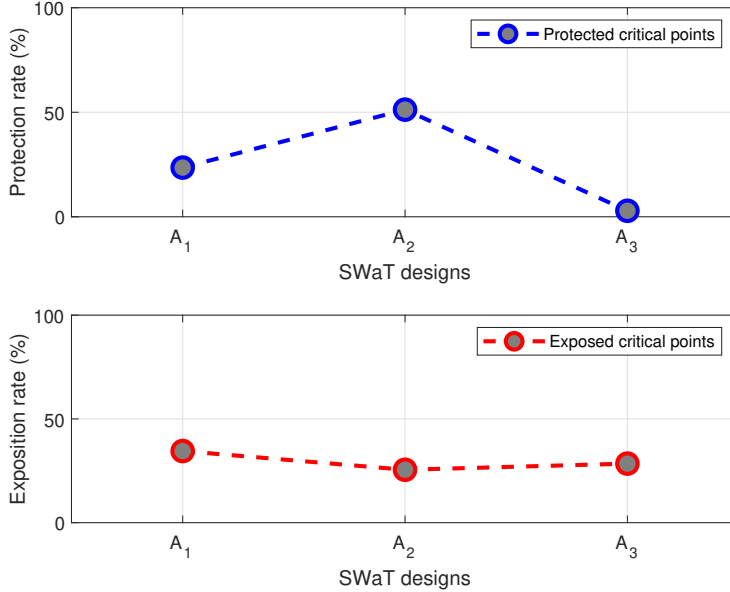 100
50
0
Protection rate (%)
Protected critical points
A1 A2 A3
SWaT designs
100
50
0
Exposition rate (%)
Exposed critical points
A1 A2 A3
SWaT designs